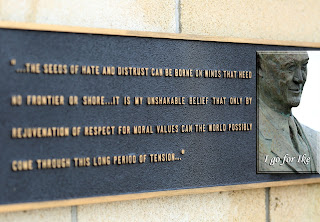 "...THE SEEDS OF HATE AND DISTRUST CAN BE BORNE ON WINDS THAT HEED
NO FRONTIER OR SHORE...IT IS MY UNSHAKABLE BELIEF THAT ONLY BY
REJUVENATION OF RESPECT FOR MORAL VALUES CAN THE WORLD POSSIBLY
COME THROUGH THIS LONG PERIOD OF TENSION..."
I go for Ike